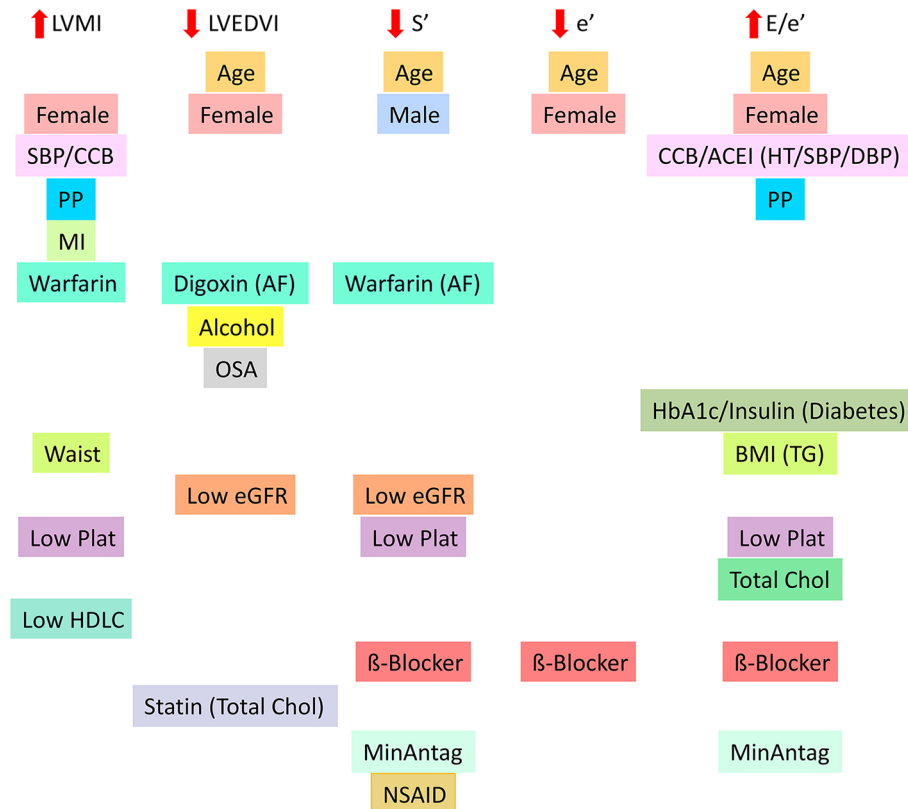 LVMI LVEDVI S’ e’ E/e’
Age Age Age Age
Female Female Male Female Female
SBP/CCB CCB/ACEI (HT/SBP/DBP)
PP PP
MI
Warfarin Digoxin (AF) Warfarin (AF)
Alcohol
OSA
HbA1c/Insulin (Diabetes)
Waist BMI (TG)
Low eGFR Low eGFR
Low Plat Low Plat Low Plat
Total Chol
Low HDLC
ß-Blocker ß-Blocker ß-Blocker
Statin (Total Chol)
MinAntag MinAntag
NSAID